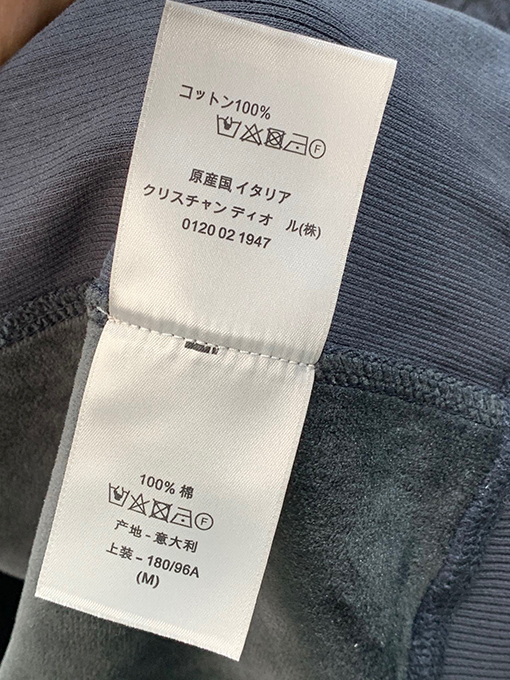 コットン100%
F
原産国 イタリア
クリスチャン ディオ ル(株)
0120 02 1947
100% 棉
F
产地 - 意大利
上装 – 180/96A
(M)